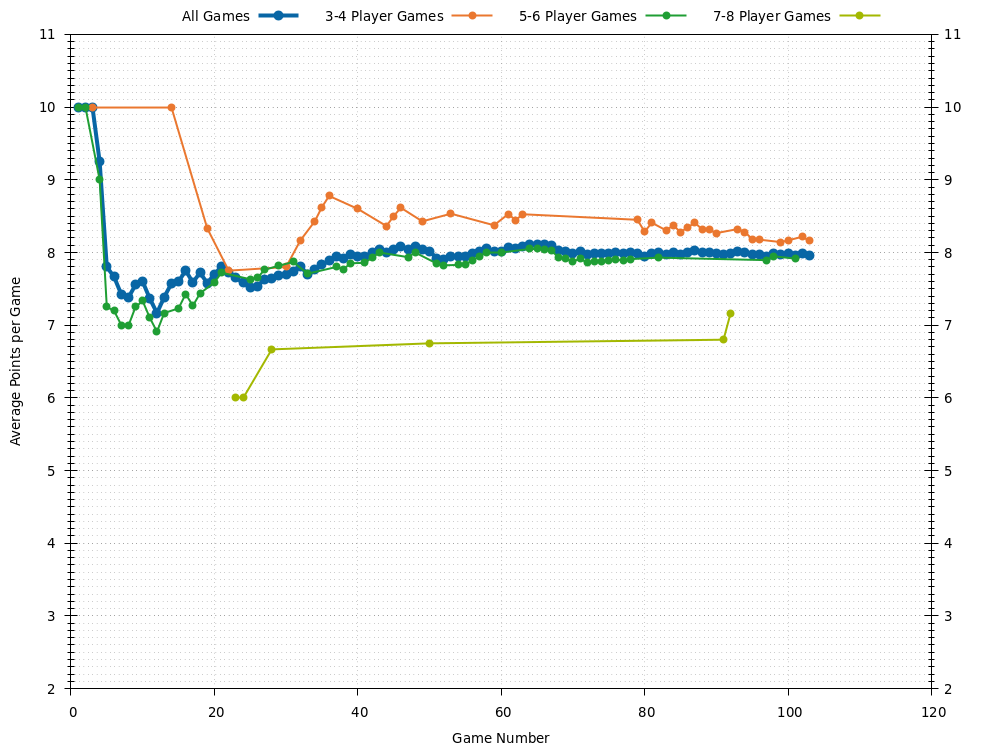 All Games 3-4 Player Games 5-6 Player Games 7-8 Player Games
11 11
10 10
9 9
8 8
7 7
6 6
5 5
4 4
3 3
2 2
Average Points per Game
0 20 40 60 80 100 120
Game Number